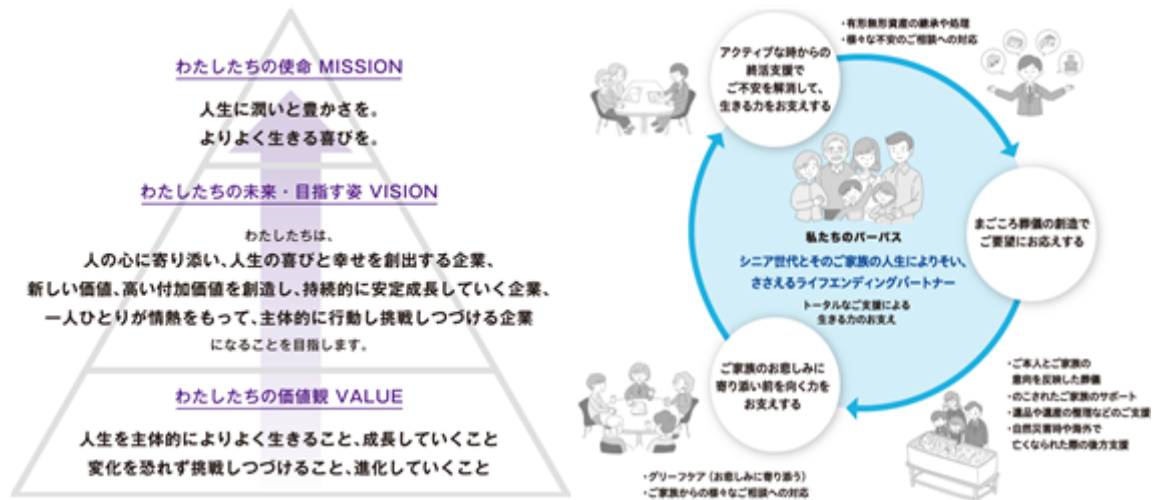 わたしたちの使命 MISSION
人生に潤いと豊かさを。
よりよく生きる喜びを。
わたしたちの未来・目指す姿 VISION
わたしたちは、
人の心に寄り添い、人生の喜びと幸せを創出する企業、
新しい価値、高い付加価値を創造し、持続的に安定成長していく企業、
一人ひとりが情熱をもって、主体的に行動し挑戦しつづける企業
になることを目指します。
わたしたちの価値観 VALUE
人生を主体的によりよく生きること、成長していくこと
変化を恐れず挑戦しつづけること、進化していくこと
・有形無形資産の継承や処理
・様々な不安のご相談への対応
アクティブな時からの
終活支援で
ご不安を解消して、
生きる力をお支えする
まごころ葬儀の創造で
ご要望にお応えする
私たちのパーパス
シニア世代とそのご家族の人生によりそい、
ささえるライフエンディングパートナー
トータルなご支援による
生きる力のお支え
ご家族のお悲しみに
寄り添い前を向く力を
お支えする
・ご本人とご家族の
意向を反映した葬儀
・のこされたご家族のサポート
・遺品や遺産の整理などのご支援
・自然災害時や海外で
亡くなられた際の後方支援
・グリーフケア（お悲しみに寄り添う）
・ご家族からの様々なご相談への対応